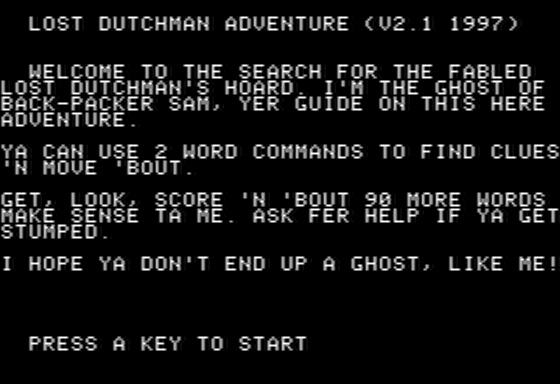 LOST DUTCHMAN ADVENTURE (V2.1 1997)
WELCOME TO THE SEARCH FOR THE FABLED
LOST DUTCHMAN'S HOARD. I'M THE GHOST OF
BACK-PACKER SAM, YER GUIDE ON THIS HERE
ADVENTURE.
YA CAN USE 2 WORD COMMANDS TO FIND CLUES
'N MOVE 'BOUT.
GET, LOOK, SCORE 'N 'BOUT 90 MORE WORDS
MAKE SENSE TA ME. ASK FER HELP IF YA GET
STUMPED.
I HOPE YA DON'T END UP A GHOST, LIKE ME!
PRESS A KEY TO START